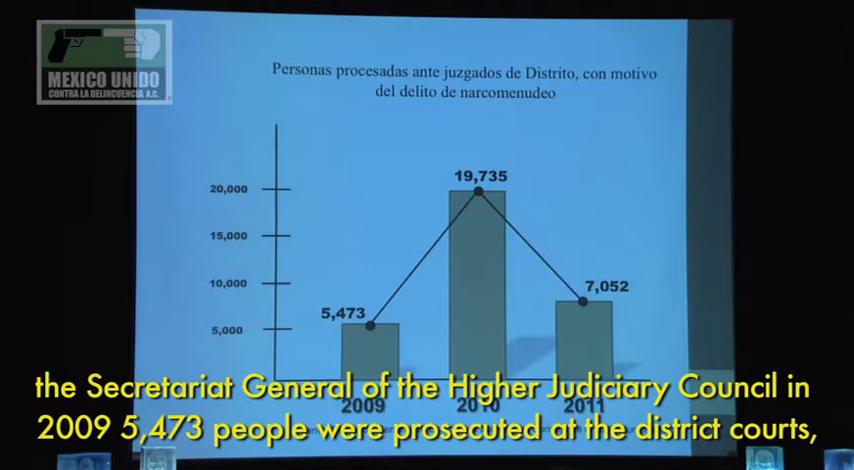 MEXICO UNIDO
CONTRA LA DELINCUENCIA A.C.
Personas procesadas ante juzgados de Distrito, con motivo
del delito de narcomenudeo
19,735
20,000
15,000
10,000
7,052
5,473
5,000
the Secretariat General of the Higher Judiciary Council in
2009 2010 2011
2009 5,473 people were prosecuted at the district courts,